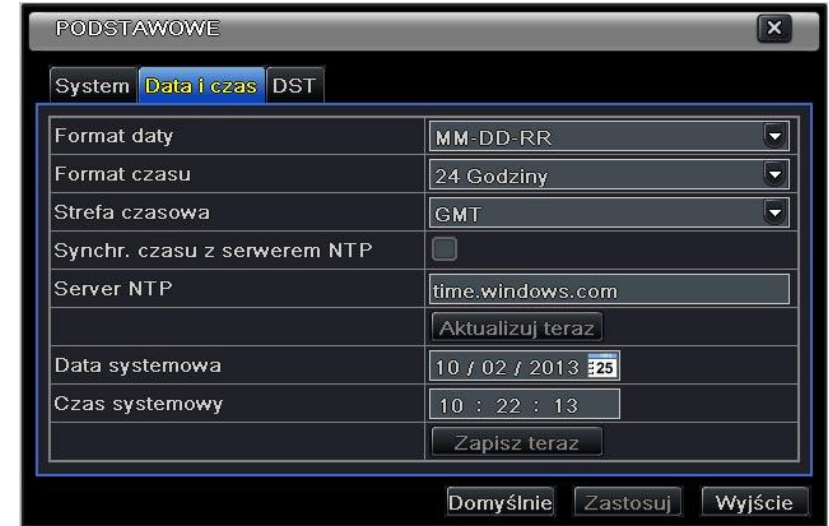 PODSTAWOWE
System Data i czas DST
Format daty MM-DD-RR
Format czasu 24 Godziny
Strefa czasowa GMT
Synchr. czasu z serwerem NTP
Server NTP time.windows.com
Aktualizuj teraz
Data systemowa 10 / 02 / 2013 25
Czas systemowy 10 : 22 : 13
Zapisz teraz
Domyślnie Zastosuj Wyjście